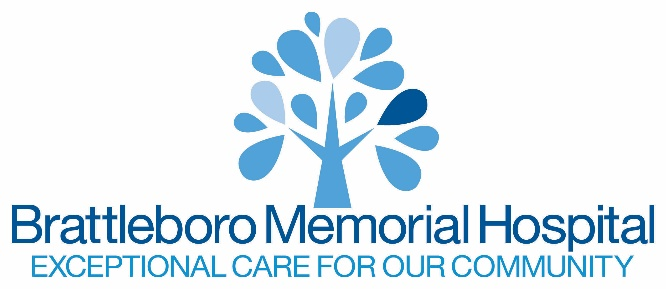 Brattleboro Memorial Hospital
EXCEPTIONAL CARE FOR OUR COMMUNITY